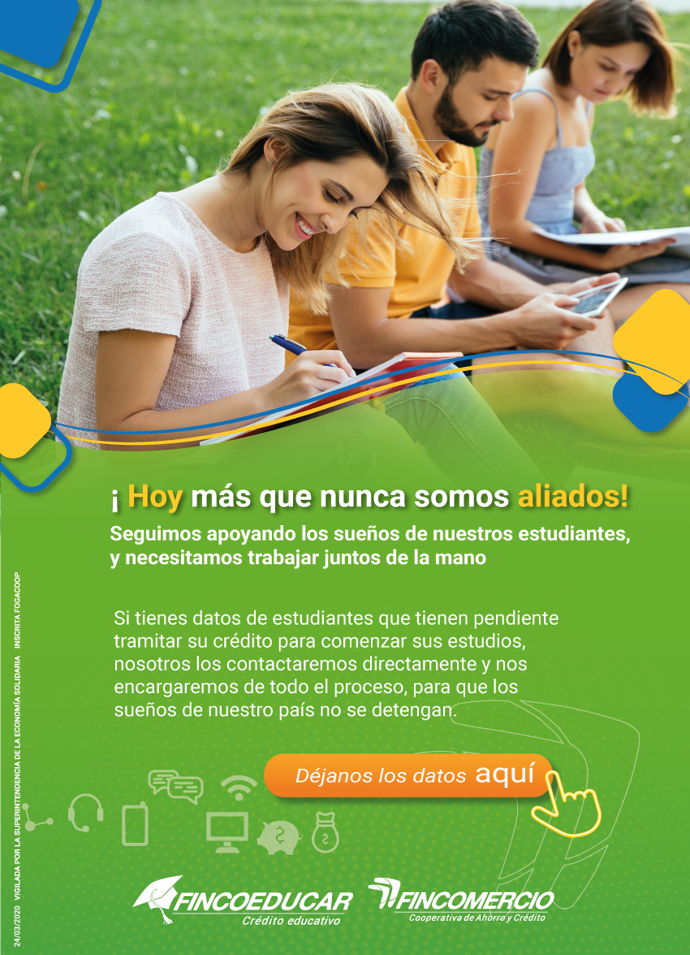 ¡ Hoy más que nunca somos aliados!
Seguimos apoyando los sueños de nuestros estudiantes,
y necesitamos trabajar juntos de la mano
Si tienes datos de estudiantes que tienen pendiente
tramitar su crédito para comenzar sus estudios,
nosotros los contactaremos directamente y nos
encargaremos de todo el proceso, para que los
sueños de nuestro país no se detengan.
Déjanos los datos aquí
FINCOEDUCAR
Crédito educativo
FINCOMERCIO
Cooperativa de Ahorro y Crédito
24/03/2020 VIGILADA POR LA SUPERINTENDENCIA DE LA ECONOMÍA SOLIDARIA INSCRITA FOGACOOP